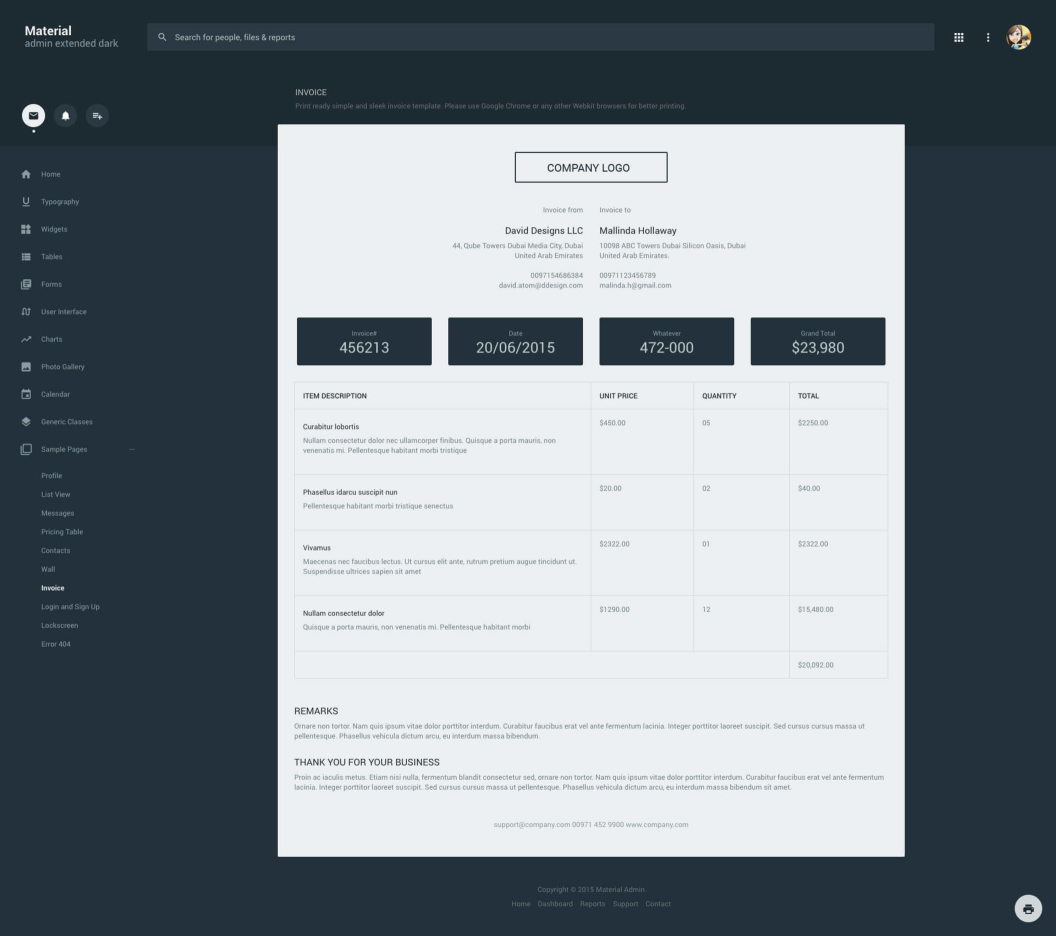 Material
admin extended dark
Search for people, files & reports
INVOICE
Print ready simple and sleek invoice template. Please use Google Chrome or any other Webkit browsers for better printing.
Home
Typography
Widgets
Tables
Forms
User Interface
Charts
Photo Gallery
Calendar
Generic Classes
Sample Pages
Profile
List View
Messages
Pricing Table
Contacts
Wall
Invoice
Login and Sign Up
Lockscreen
Error 404
COMPANY LOGO
Invoice from
David Designs LLC
44, Qube Towers Dubai Media City, Dubai
United Arab Emirates
0097154686384
david.atom@ddesign.com
Invoice to
Mallinda Hollaway
10098 ABC Towers Dubai Silicon Oasis, Dubai
United Arab Emirates.
00971123456789
malinda.h@gmail.com
Invoice#
456213
Date
20/06/2015
Whatever
472-000
Grand Total
$23,980
ITEM DESCRIPTION UNIT PRICE QUANTITY TOTAL
Curabitur lobortis $450.00 05 $2250.00
Nullam consectetur dolor nec ullamcorper finibus. Quisque a porta mauris, non
venenatis mi. Pellentesque habitant morbi tristique
Phasellus idarcu suscipit nun $20.00 02 $40.00
Pellentesque habitant morbi tristique senectus
Vivamus $2322.00 01 $2322.00
Maecenas nec faucibus lectus. Ut cursus elit ante, rutrum pretium augue tincidunt ut.
Suspendisse ultrices sapien sit amet
Nullam consectetur dolor $1290.00 12 $15,480.00
Quisque a porta mauris, non venenatis mi. Pellentesque habitant morbi
$20,092.00
REMARKS
Ornare non tortor. Nam quis ipsum vitae dolor porttitor interdum. Curabitur faucibus erat vel ante fermentum lacinia. Integer porttitor laoreet suscipit. Sed cursus cursus massa ut
pellentesque. Phasellus vehicula dictum arcu, eu interdum massa bibendum.
THANK YOU FOR YOUR BUSINESS
Proin ac iaculis metus. Etiam nisi nulla, fermentum blandit consectetur sed, ornare non tortor. Nam quis ipsum vitae dolor porttitor interdum. Curabitur faucibus erat vel ante fermentum
lacinia. Integer porttitor laoreet suscipit. Sed cursus cursus massa ut pellentesque. Phasellus vehicula dictum arcu, eu interdum massa bibendum sit amet.
support@company.com 00971 452 9900 www.company.com
Copyright © 2015 Material Admin
Home Dashboard Reports Support Contact